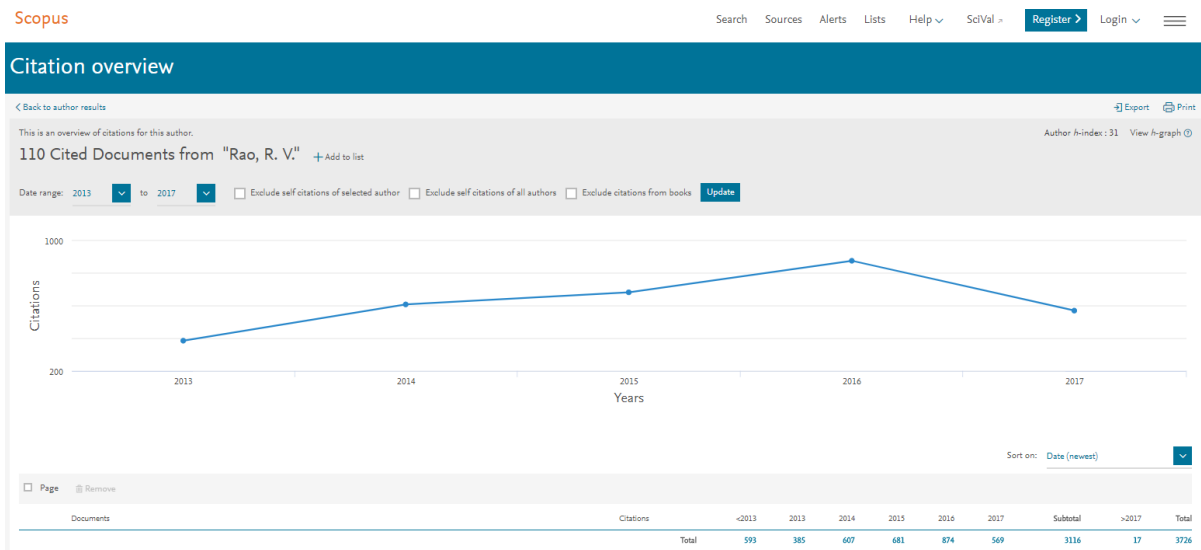 Scopus Search Sources Alerts Lists Help SciVal Register Login
Citation overview
Back to author results Export Print
This is an overview of citations for this author. Author h-index : 31 View h-graph
110 Cited Documents from "Rao, R. V." + Add to list
Date range: 2013 to 2017 Exclude self citations of selected author Exclude self citations of all authors Exclude citations from books Update
1000
Citations
200
2013 2014 2015 2016 2017
Years
Sort on: Date (newest)
Page Remove
Documents Citations <2013 2013 2014 2015 2016 2017 Subtotal >2017 Total
Total 593 385 607 681 874 569 3116 17 3726